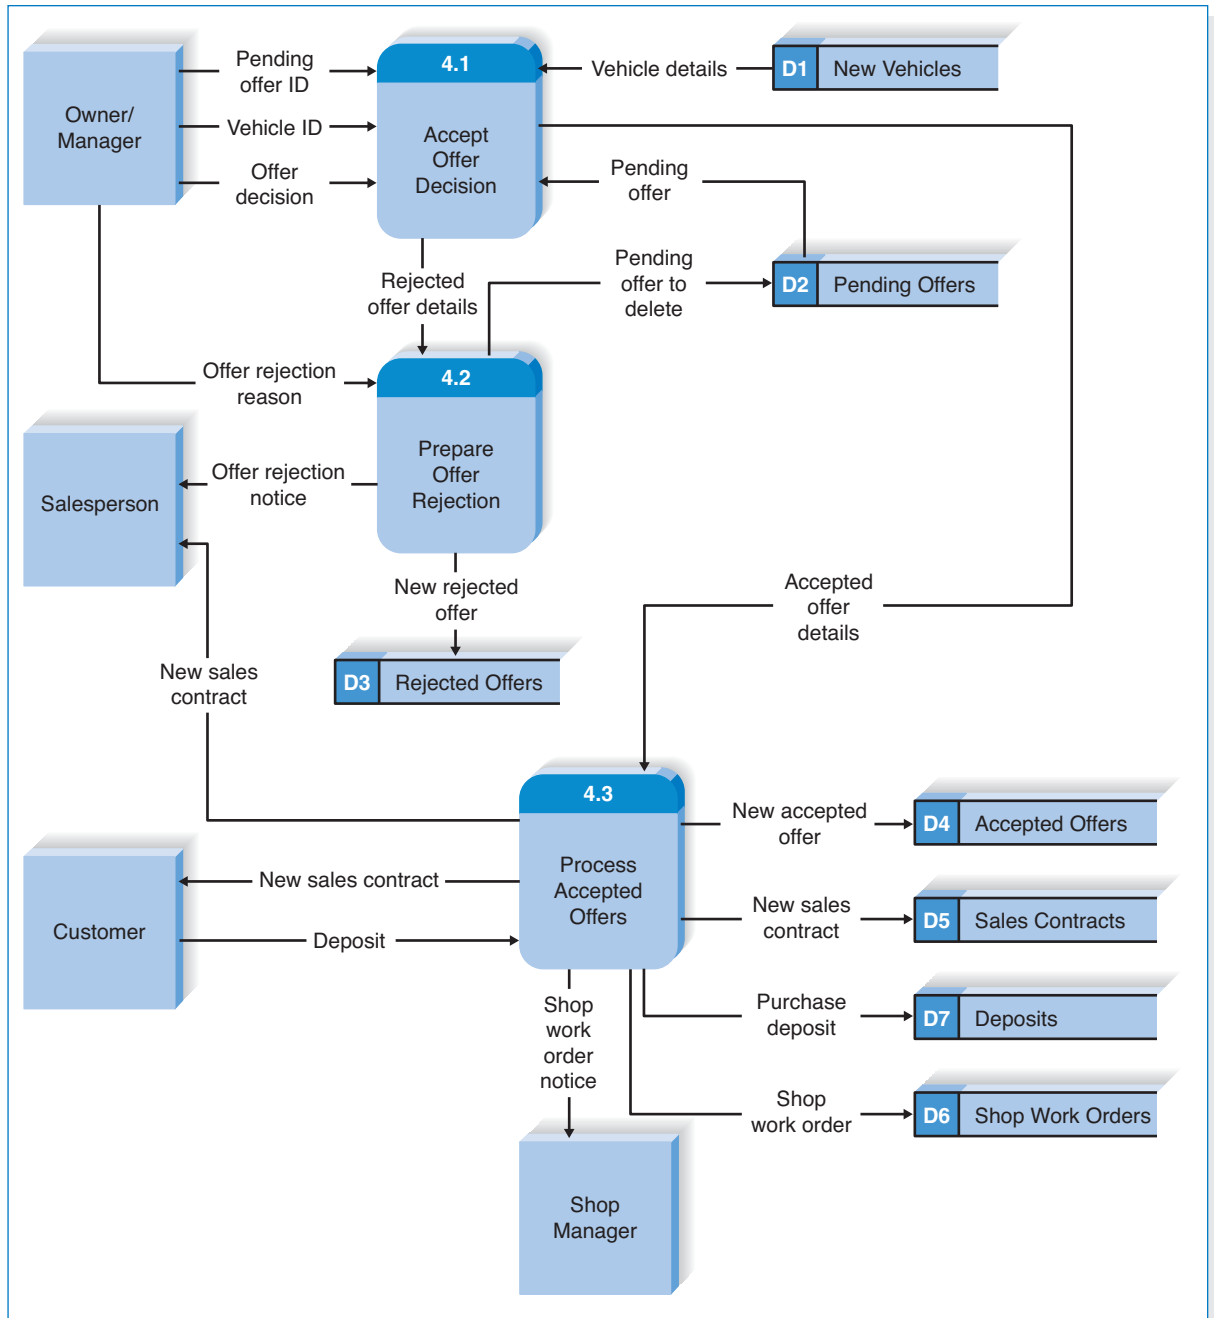 Pending
offer ID
4.1
Vehicle details
D1
New Vehicles
Owner/
Manager
Vehicle ID
Accept
Offer
Decision
Offer
decision
Pending
offer
Rejected
offer details
Pending
offer to
delete
D2
Pending Offers
Offer rejection
reason
4.2
Prepare
Offer
Rejection
Offer rejection
notice
Salesperson
New rejected
offer
Accepted
offer
details
New sales
contract
D3
Rejected Offers
4.3
New accepted
offer
D4
Accepted Offers
Process
Accepted
Offers
New sales contract
Customer
Deposit
New sales
contract
D5
Sales Contracts
Shop
work
order
notice
Purchase
deposit
D7
Deposits
Shop
work order
D6
Shop Work Orders
Shop
Manager